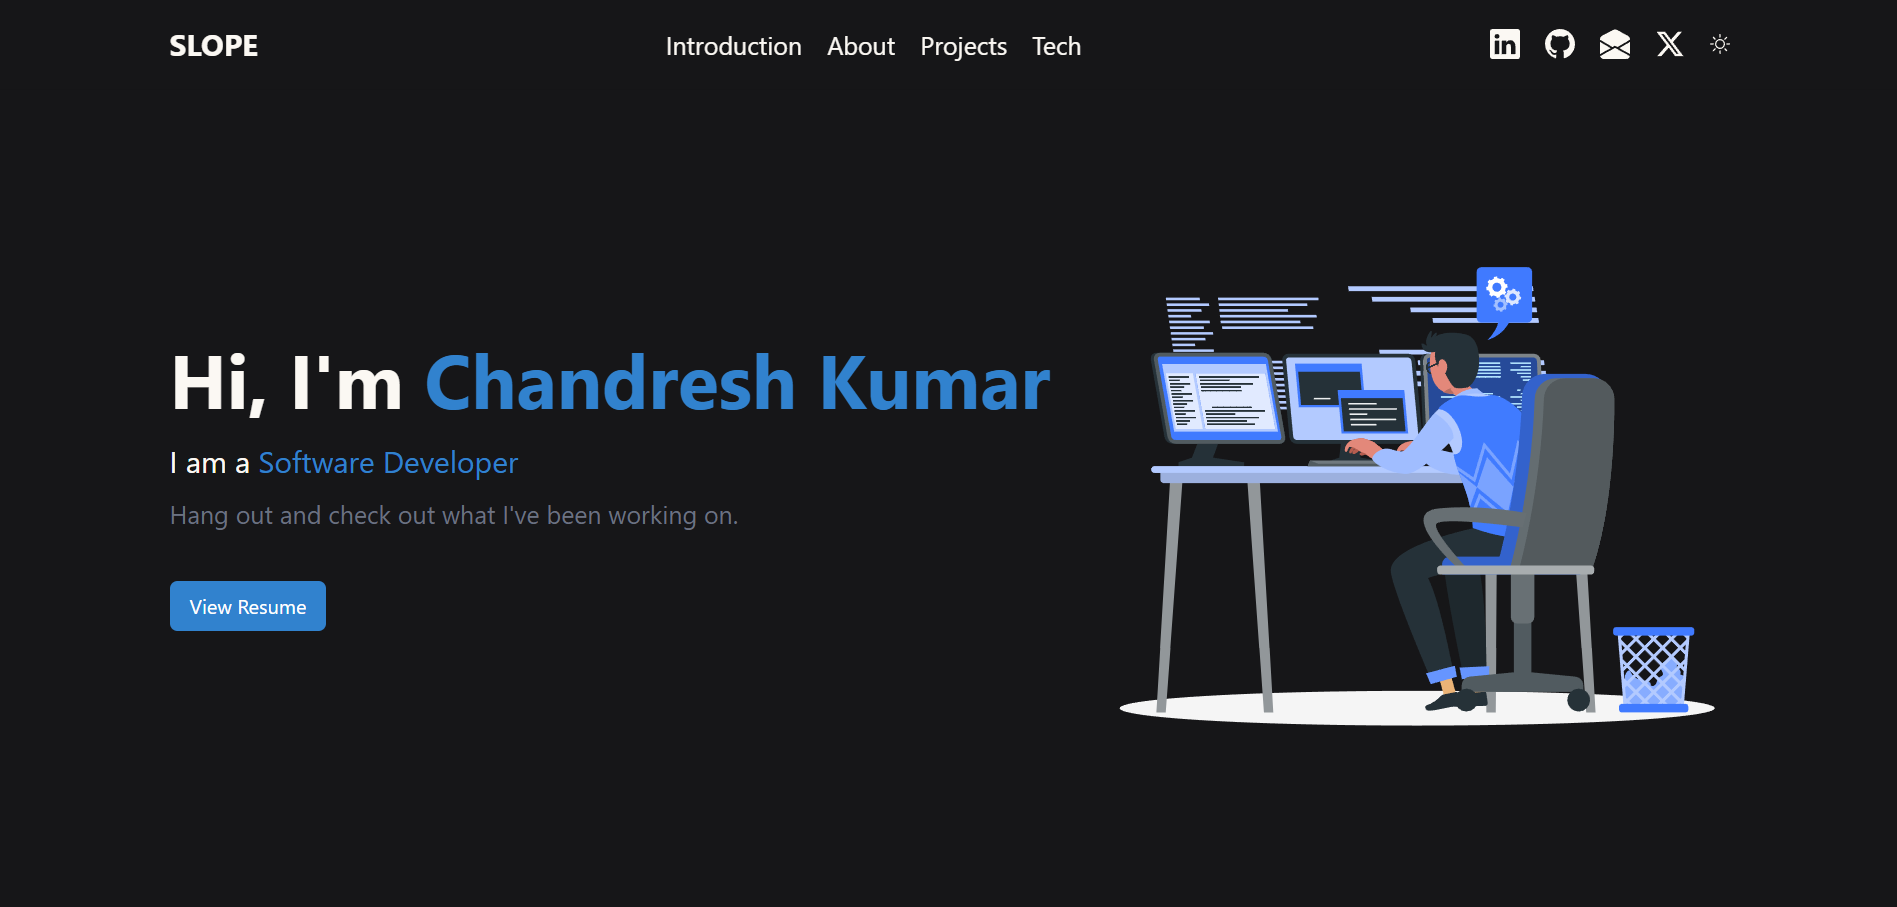 SLOPE
Introduction About Projects Tech
Hi, I'm Chandresh Kumar
I am a Software Developer
Hang out and check out what I've been working on.
View Resume